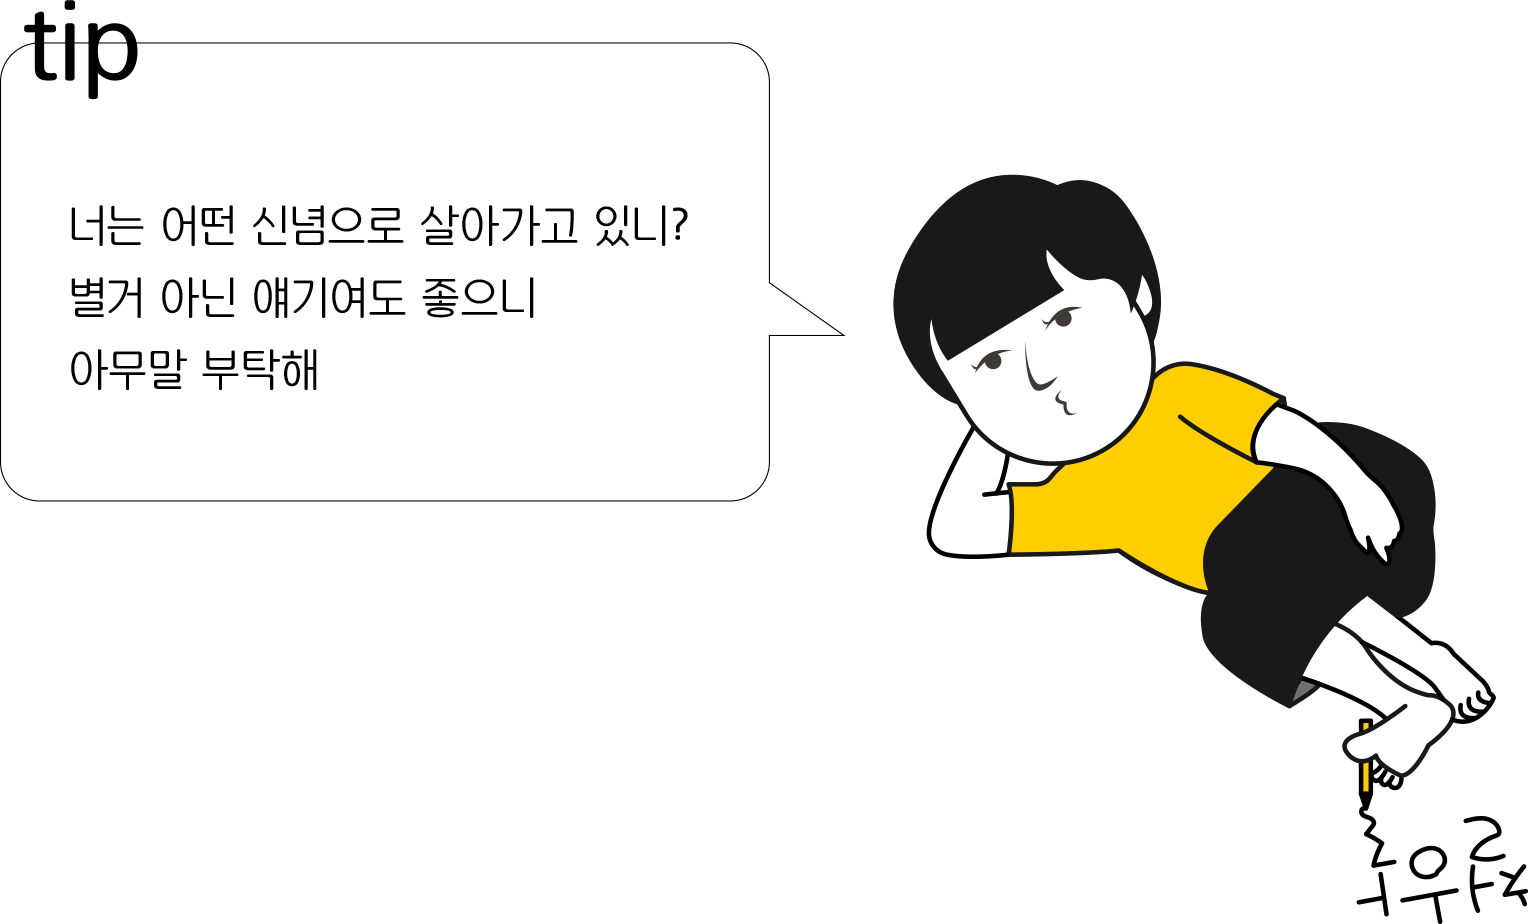 tip
너는 어떤 신념으로 살아가고 있니?
별거 아닌 얘기여도 좋으니
아무말 부탁해